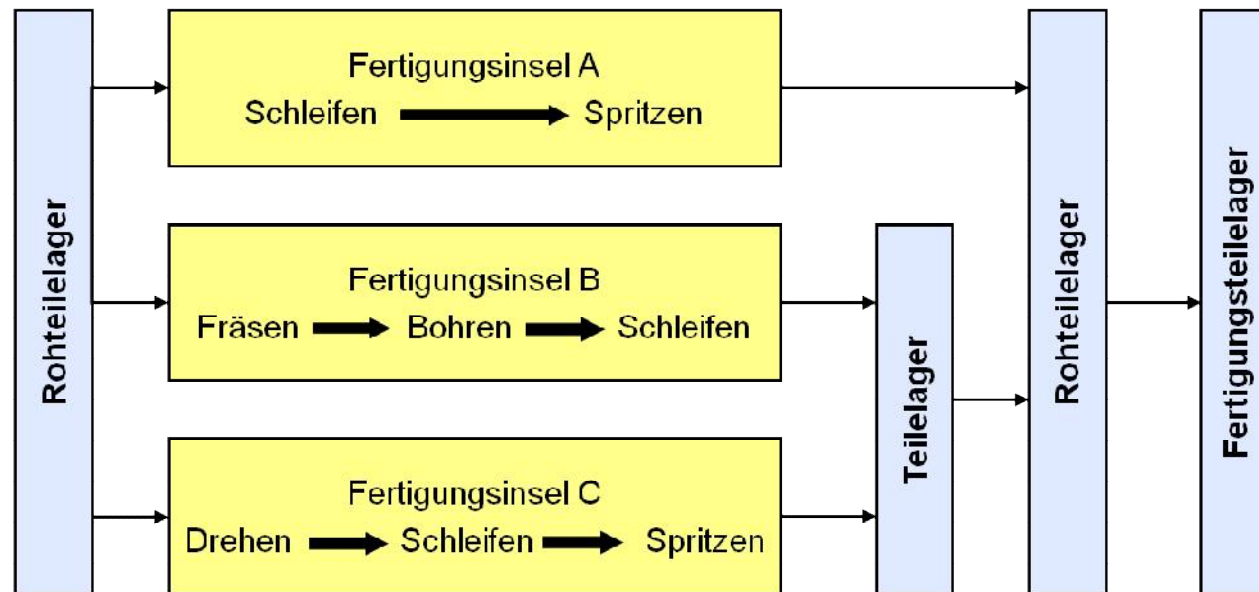 Rohteilelager
Fertigungsinsel A
Schleifen Spritzen
Fertigungsinsel B
Fräsen Bohren Schleifen
Fertigungsinsel C
Drehen Schleifen Spritzen
Teilelager
Rohteilelager
Fertigungsteilelager